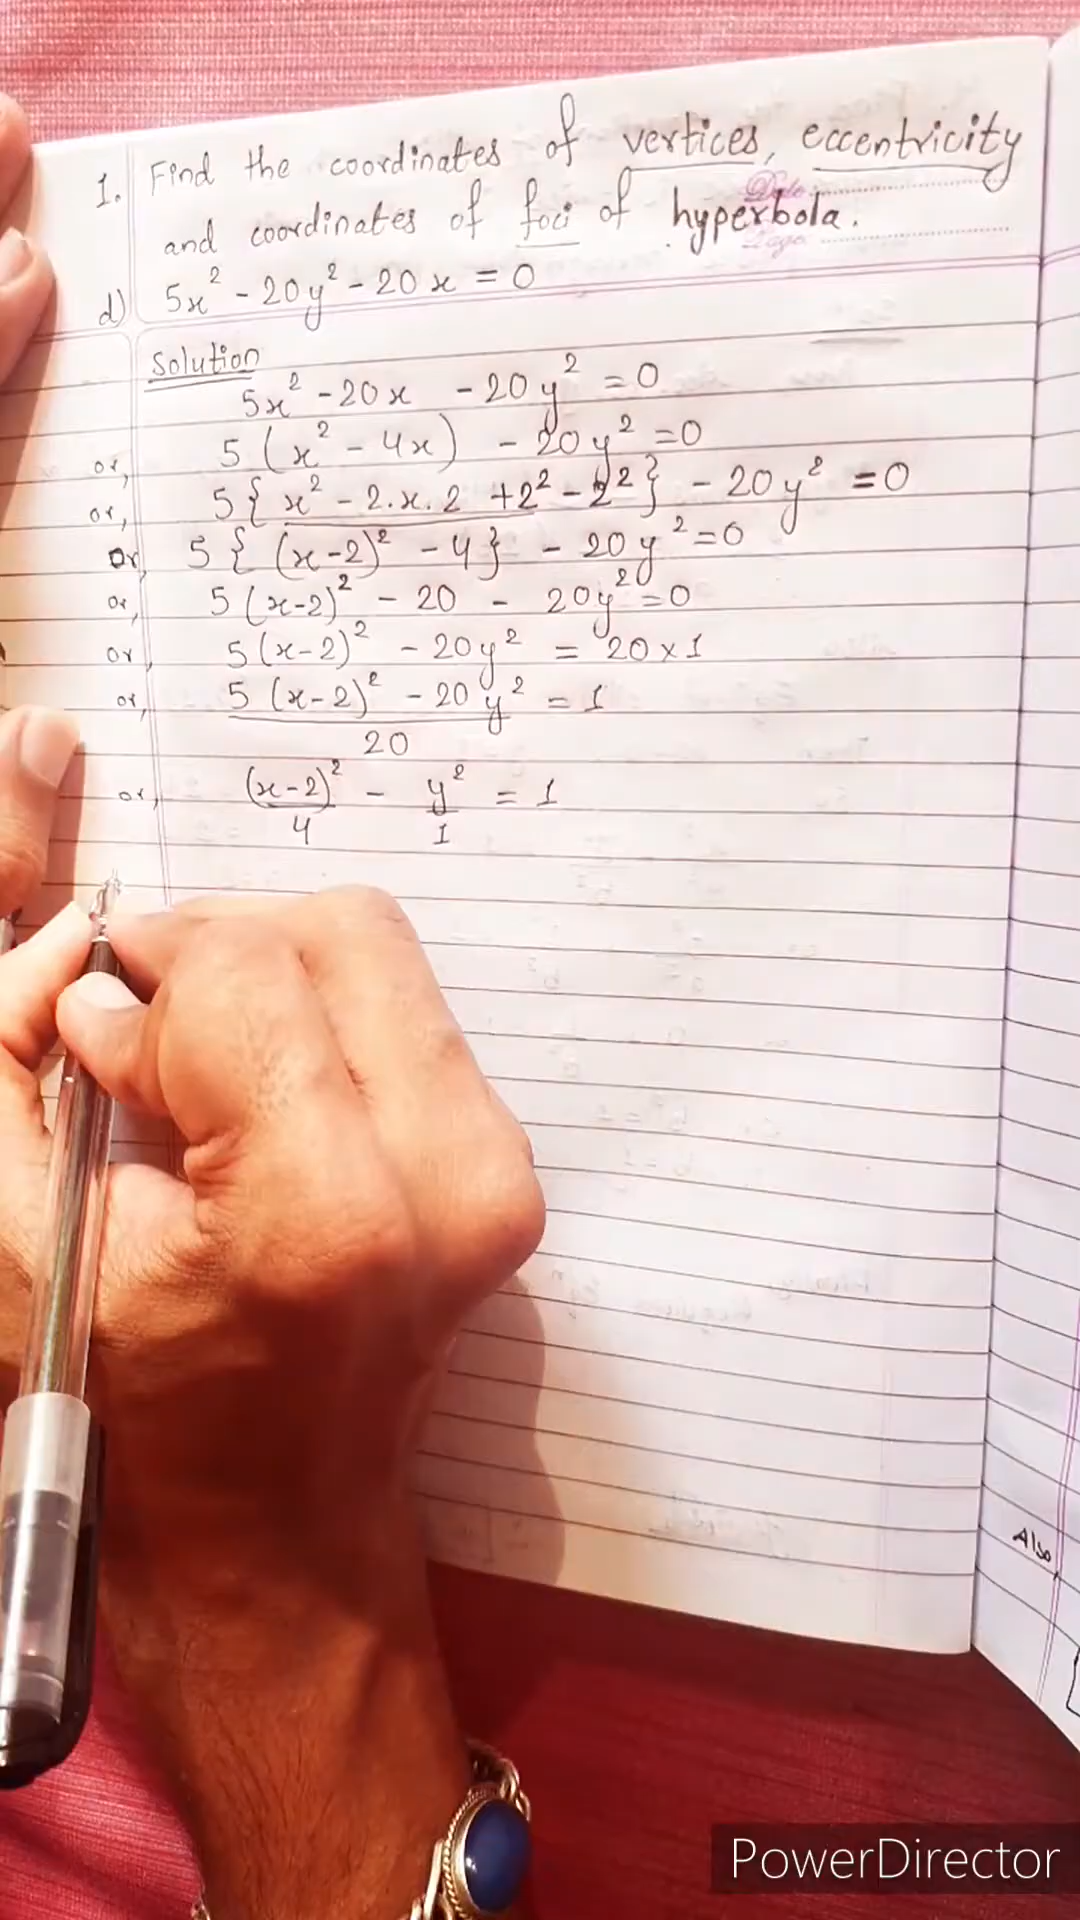 1. Find the coordinates of vertices, eccentricity
and coordinates of foci of hyperbola.
Date:
Page
d) 5x² - 20y² - 20x = 0
Solution
5x² - 20x - 20y² = 0
or, 5(x² - 4x) - 20y² = 0
or, 5{x² - 2.x.2 + 2² - 2²} - 20y² = 0
Or, 5{(x-2)² - 4} - 20y² = 0
or, 5(x-2)² - 20 - 20y² = 0
or, 5(x-2)² - 20y² = 20 x 1
or, 5(x-2)² - 20y² / 20 = 1
or, (x-2)²/4 - y²/1 = 1
Also,
PowerDirector